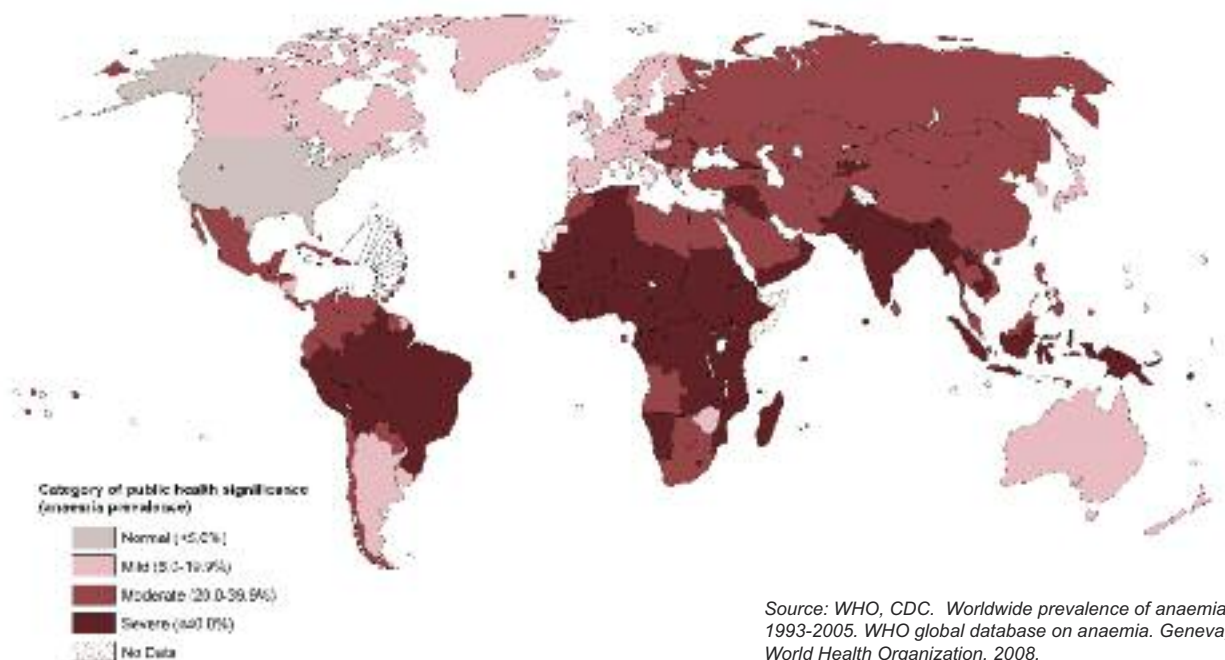 Category of public health significance
(anaemia prevalence)
Normal (<5.0%)
Mild (5.0-19.9%)
Moderate (20.0-39.9%)
Severe (≥40.0%)
No Data
Source: WHO, CDC. Worldwide prevalence of anaemia
1993-2005. WHO global database on anaemia. Geneva
World Health Organization, 2008.